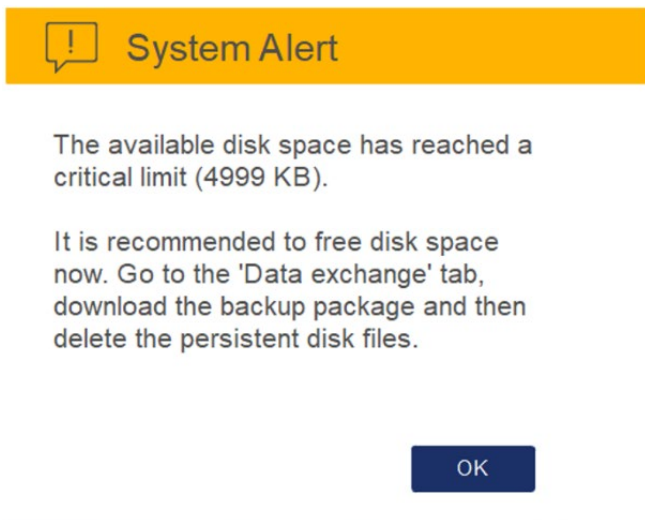 !
System Alert
The available disk space has reached a
critical limit (4999 KB).
It is recommended to free disk space
now. Go to the 'Data exchange' tab,
download the backup package and then
delete the persistent disk files.
OK